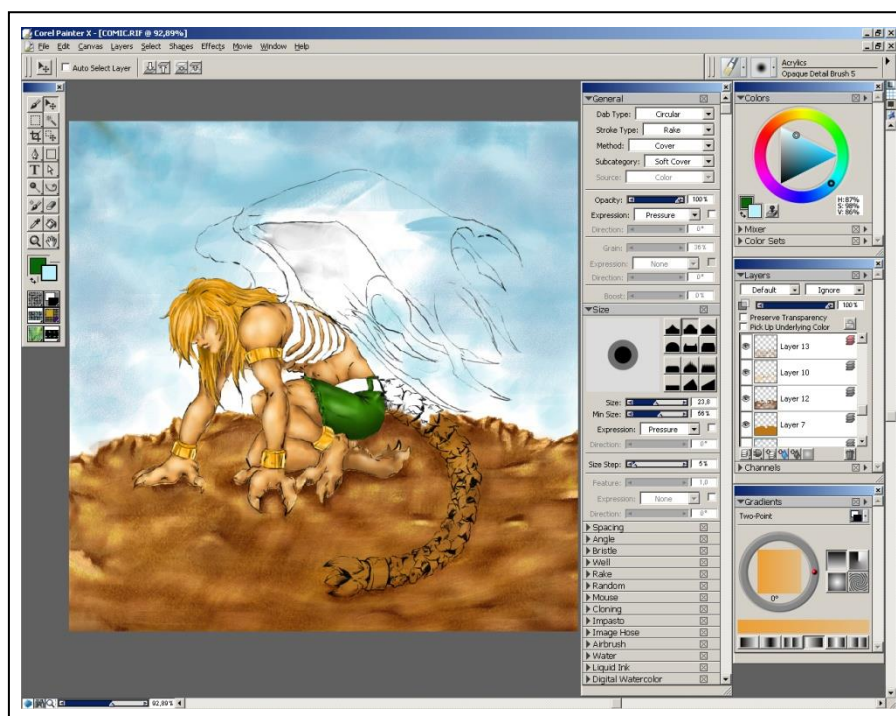 Corel Painter X - [COMIC.RIF @ 92,89%]
File Edit Canvas Layers Select Shapes Effects Movie Window Help
Auto Select Layer
Acrylics
Opaque Detail Brush 5
General
Dab Type: Circular
Stroke Type: Rake
Method: Cover
Subcategory: Soft Cover
Source: Color
Opacity: 100%
Expression: Pressure
Direction: 0°
Grain: 36%
Expression: None
Direction: 0°
Boost: 0%
Size
Size: 23,8
Min Size: 66%
Expression: Pressure
Direction: 0°
Size Step: 5%
Feature: 1,0
Expression: None
Direction: 0°
Spacing
Angle
Bristle
Well
Rake
Random
Mouse
Cloning
Impasto
Image Hose
Airbrush
Water
Liquid Ink
Digital Watercolor
Colors
H:87%
S: 98%
V: 86%
Mixer
Color Sets
Layers
Default Ignore
100%
Preserve Transparency
Pick Up Underlying Color
Layer 13
Layer 10
Layer 12
Layer 7
Channels
Gradients
Two-Point
0°
92,89%